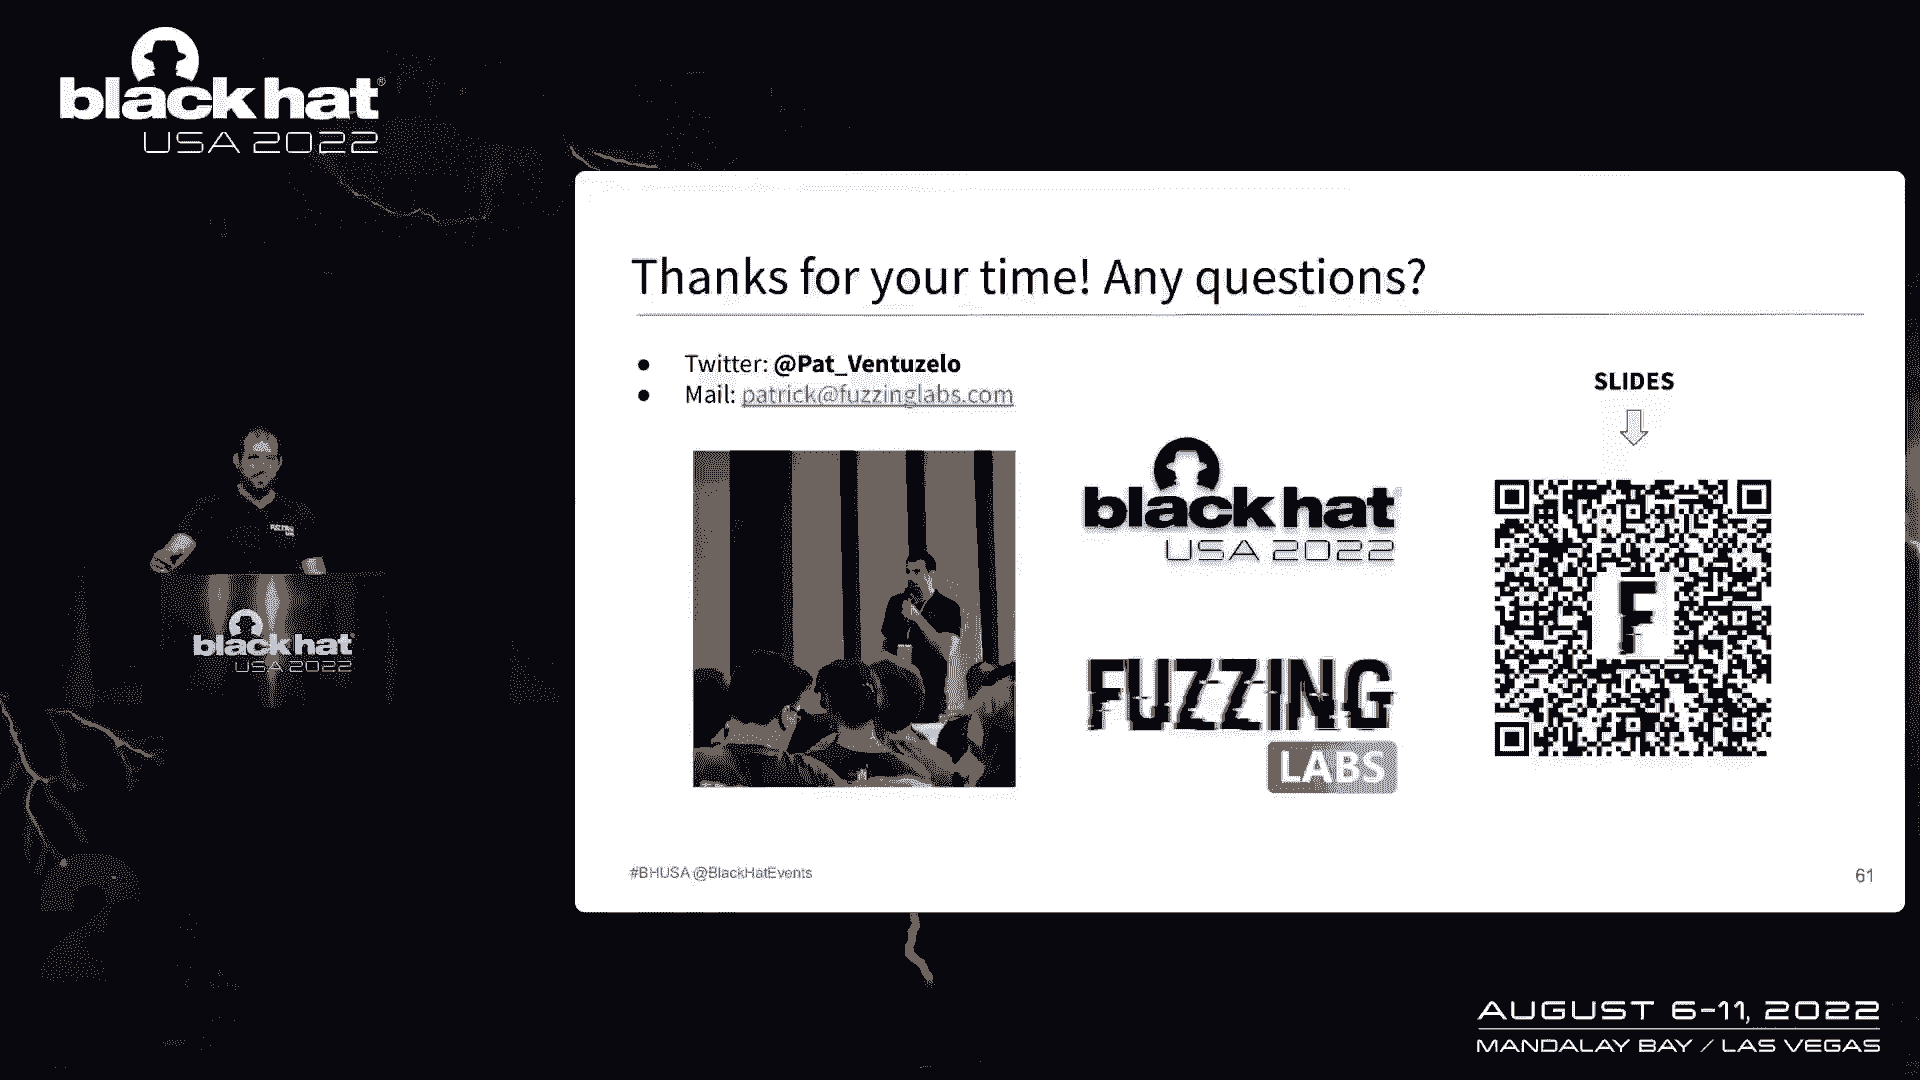 black hat®
USA 2022
Thanks for your time! Any questions?
● Twitter: @Pat_Ventuzelo
● Mail: patrick@fuzzinglabs.com
SLIDES
black hat
USA 2022
F
FUZZING
LABS
black hat
USA 2022
#BHUSA @BlackHatEvents
61
AUGUST 6-11, 2022
MANDALAY BAY / LAS VEGAS